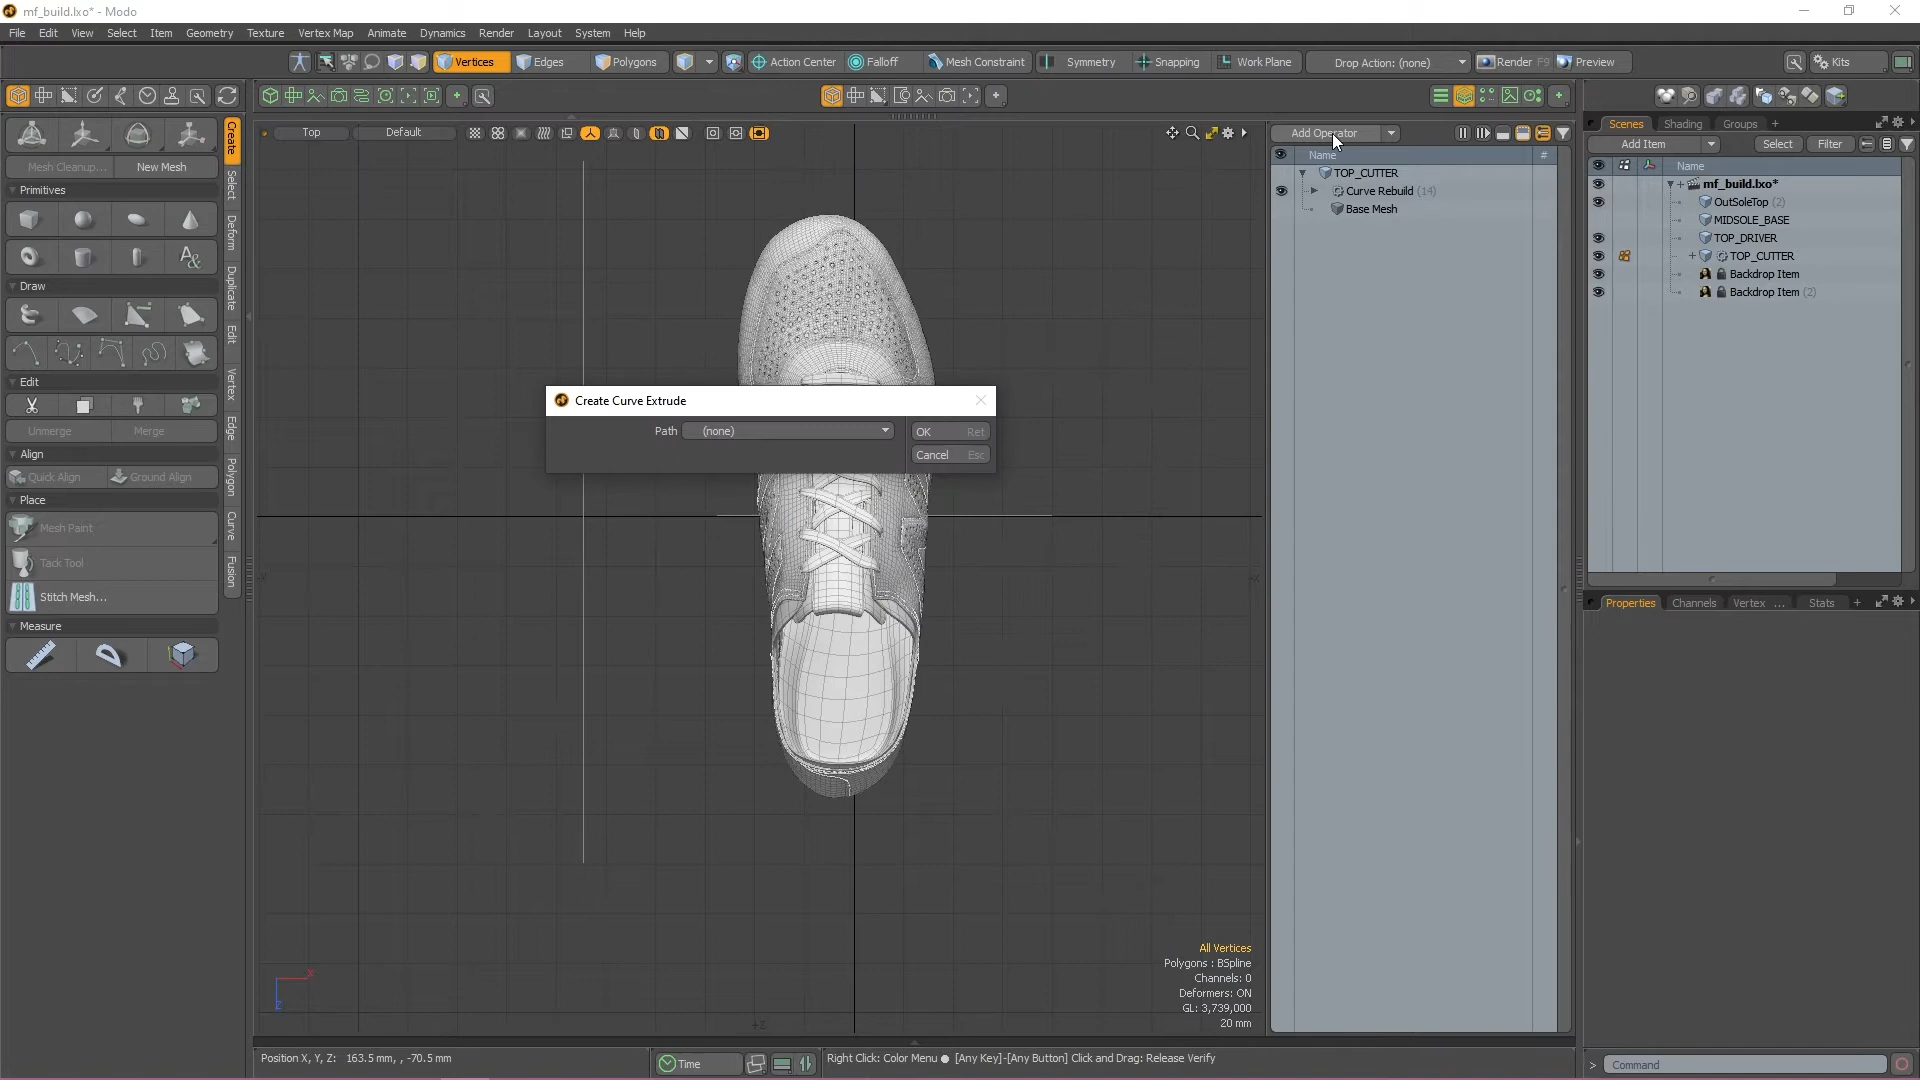 mf_build.lxo* - Modo
File Edit View Select Item Geometry Texture Vertex Map Animate Dynamics Render Layout System Help
Vertices Edges Polygons Action Center Falloff Mesh Constraint Symmetry Snapping Work Plane Drop Action: (none) Render F9 Preview Kits
Top Default
Add Operator
Name #
TOP_CUTTER
Curve Rebuild (14)
Base Mesh
Scenes Shading Groups +
Add Item Select Filter
Name
mf_build.lxo*
OutSoleTop (2)
MIDSOLE_BASE
TOP_DRIVER
TOP_CUTTER
Backdrop Item
Backdrop Item (2)
Properties Channels Vertex ... Stats +
Mesh Cleanup... New Mesh
Primitives
Draw
Edit
Unmerge Merge
Align
Quick Align Ground Align
Place
Mesh Paint
Tack Tool
Stitch Mesh...
Measure
Create
Select
Deform
Duplicate
Edit
Vertex
Edge
Polygon
Curve
Fusion
Create Curve Extrude
Path (none)
OK Ret
Cancel Esc
All Vertices
Polygons : BSpline
Channels: 0
Deformers: ON
GL: 3,739,000
20 mm
X
Z
+Z
Position X, Y, Z: 163.5 mm, , -70.5 mm
Time
Right Click: Color Menu ● [Any Key]-[Any Button] Click and Drag: Release Verify
> Command